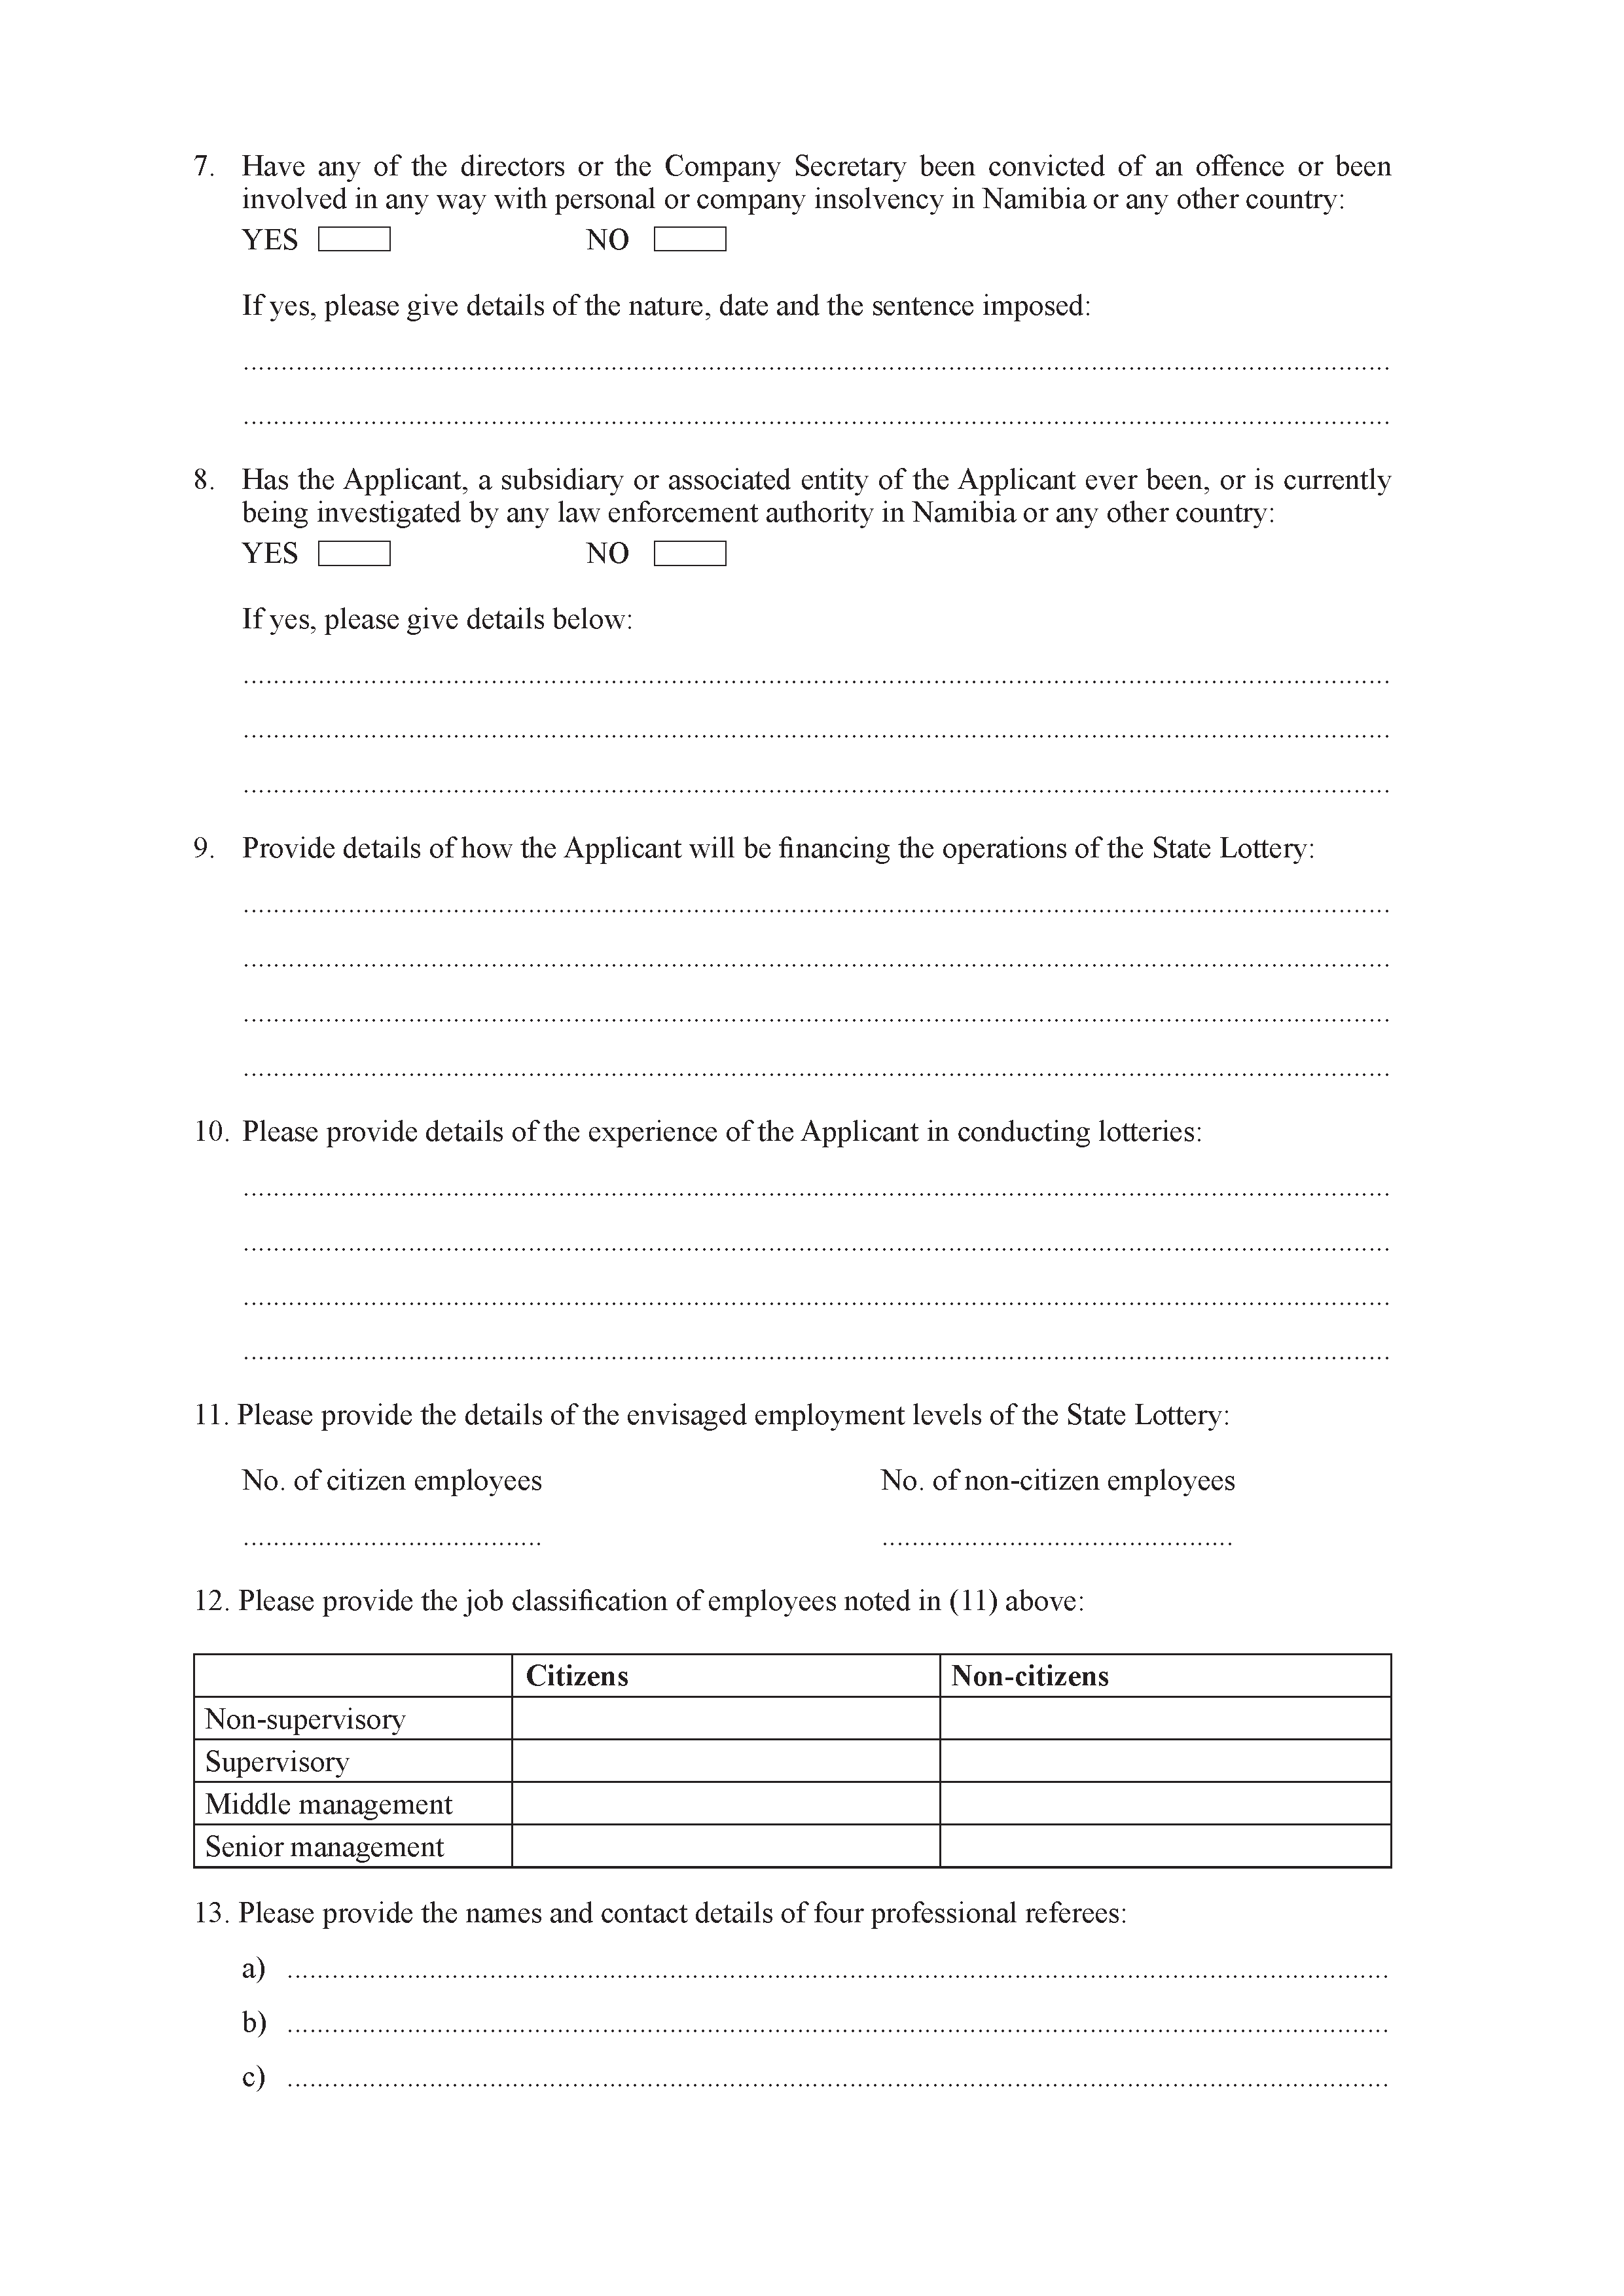 7. Have any of the directors or the Company Secretary been convicted of an offence or been
involved in any way with personal or company insolvency in Namibia or any other country:
YES NO
If yes, please give details of the nature, date and the sentence imposed:
8. Has the Applicant, a subsidiary or associated entity of the Applicant ever been, or is currently
being investigated by any law enforcement authority in Namibia or any other country:
YES NO
If yes, please give details below:
9. Provide details of how the Applicant will be financing the operations of the State Lottery:
10. Please provide details of the experience of the Applicant in conducting lotteries:
11. Please provide the details of the envisaged employment levels of the State Lottery:
No. of citizen employees No. of non-citizen employees
12. Please provide the job classification of employees noted in (11) above:
Citizens Non-citizens
Non-supervisory
Supervisory
Middle management
Senior management
13. Please provide the names and contact details of four professional referees:
a)
b)
c)